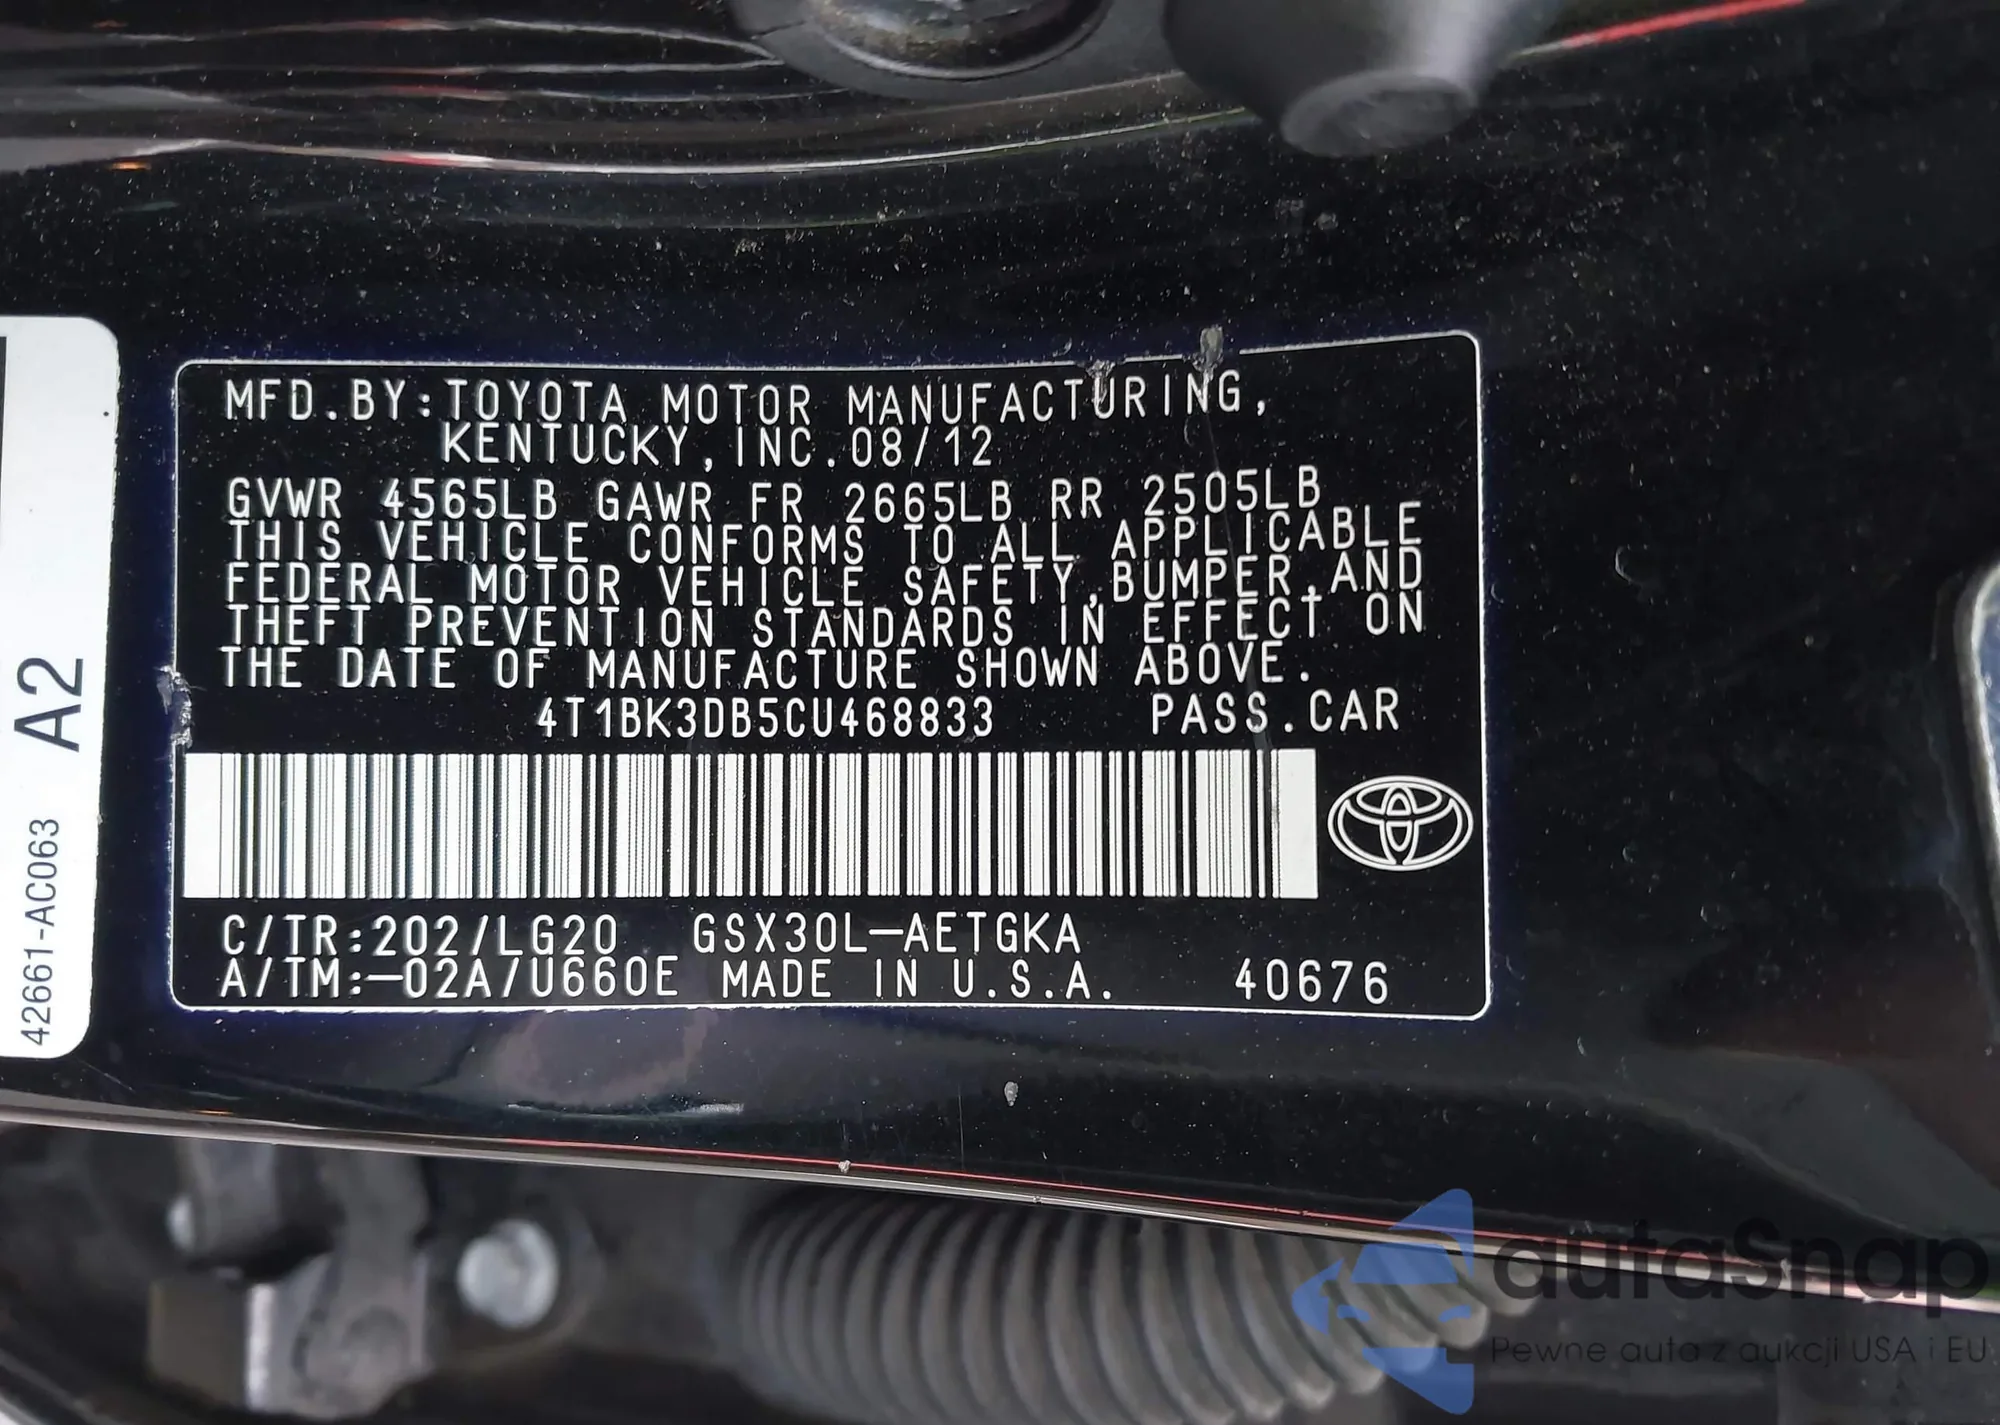 MFD.BY:TOYOTA MOTOR MANUFACTURING,
KENTUCKY,INC.08/12
GVWR 4565LB GAWR FR 2665LB RR 2505LB
THIS VEHICLE CONFORMS TO ALL APPLICABLE
FEDERAL MOTOR VEHICLE SAFETY,BUMPER,AND
THEFT PREVENTION STANDARDS IN EFFECT ON
THE DATE OF MANUFACTURE SHOWN ABOVE.
4T1BK3DB5CU468833 PASS.CAR
C/TR:202/LG20 GSX30L-AETGKA
A/TM:-02A/U660E MADE IN U.S.A. 40676
A2
42661-AC063
autaSnap
Pewne auta z aukcji USA i EU